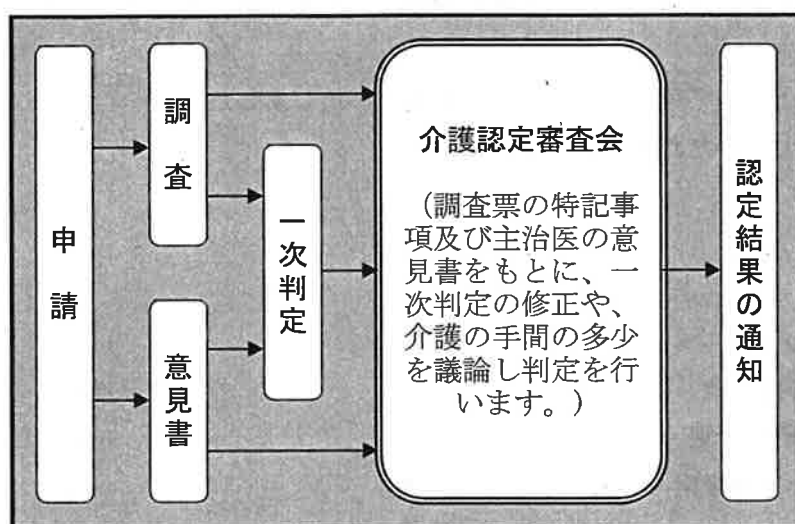 申請
調査
意見書
一次判定
介護認定審査会
（調査票の特記事
項及び主治医の意
見書をもとに、一
次判定の修正や、
介護の手間の多少
を議論し判定を行
います。）
認定結果の通知